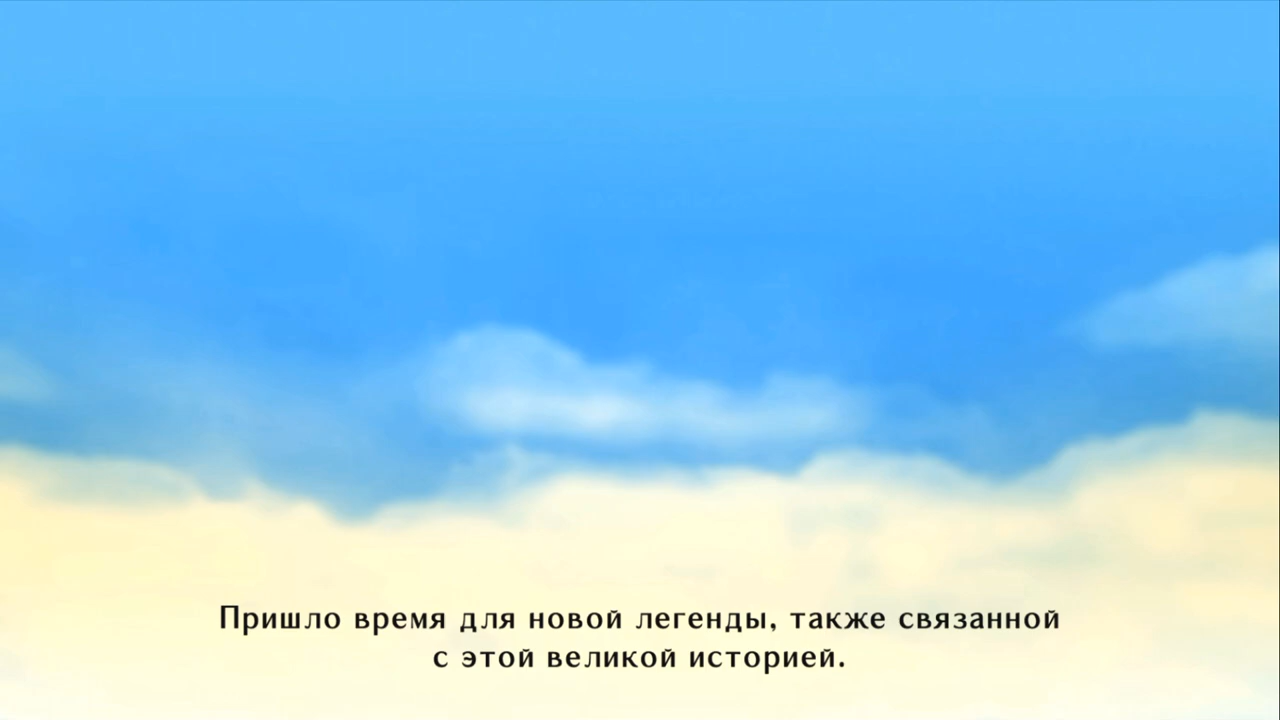 Пришло время для новой легенды, также связанной
с этой великой историей.